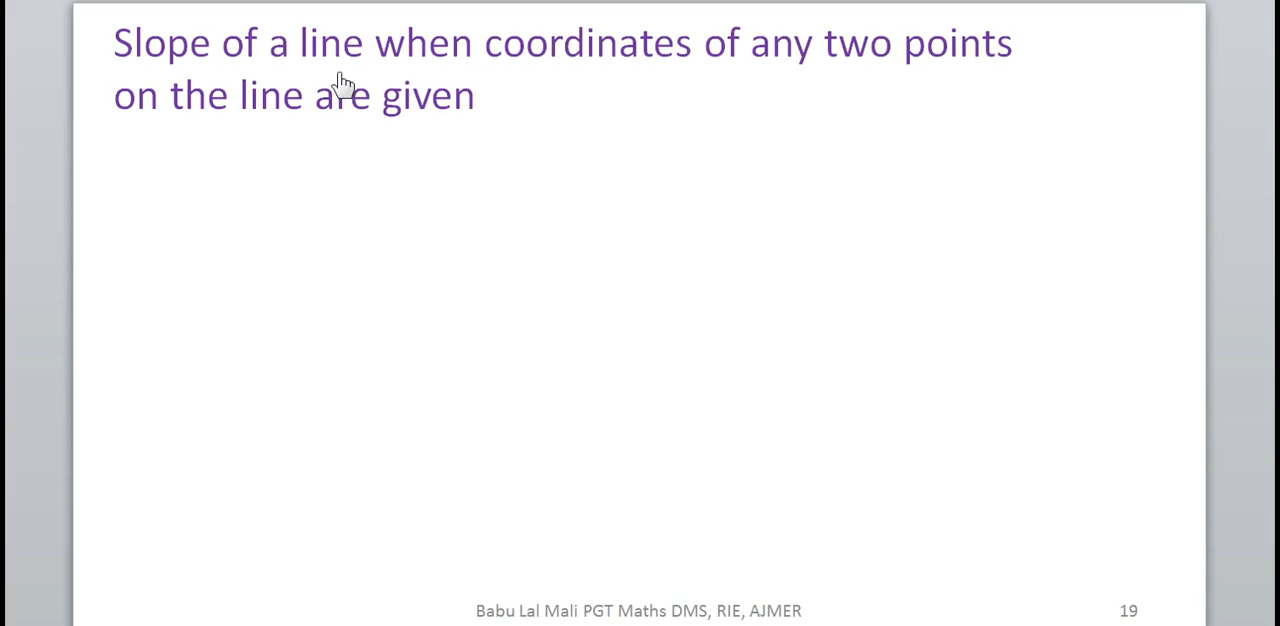 Slope of a line when coordinates of any two points
on the line are given
Babu Lal Mali PGT Maths DMS, RIE, AJMER
19